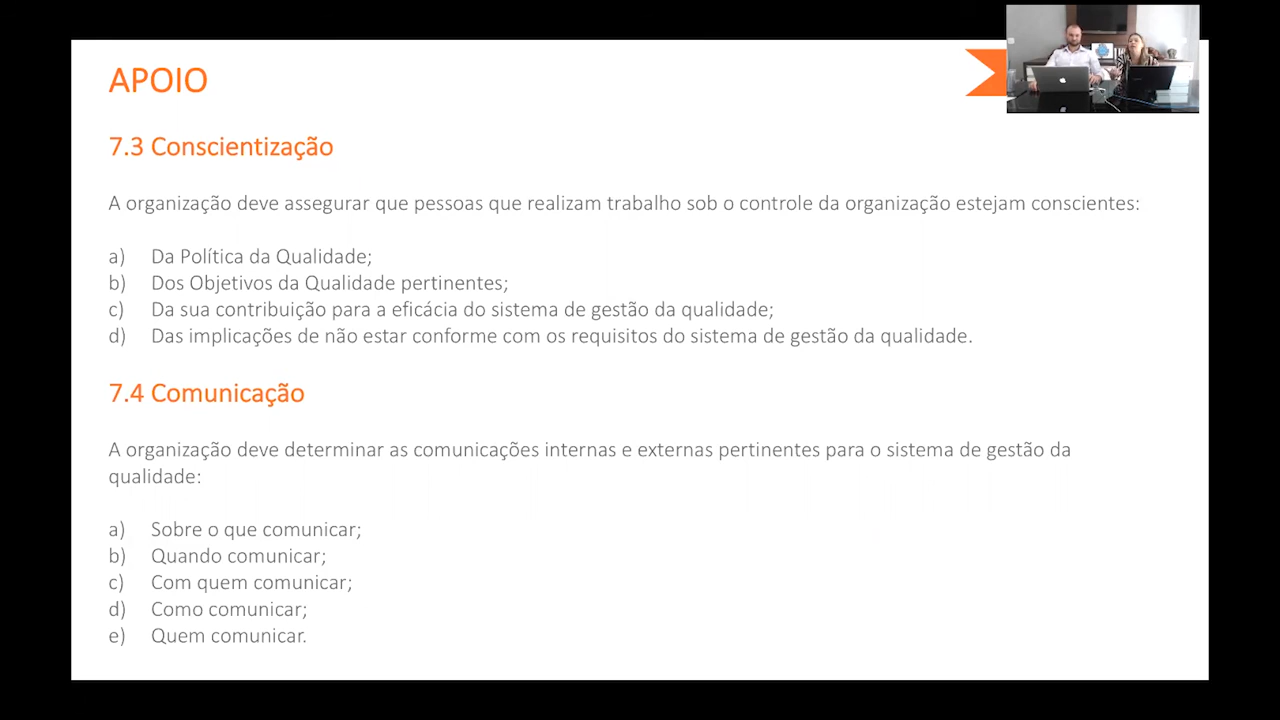 APOIO
7.3 Conscientização
A organização deve assegurar que pessoas que realizam trabalho sob o controle da organização estejam conscientes:
a) Da Política da Qualidade;
b) Dos Objetivos da Qualidade pertinentes;
c) Da sua contribuição para a eficácia do sistema de gestão da qualidade;
d) Das implicações de não estar conforme com os requisitos do sistema de gestão da qualidade.
7.4 Comunicação
A organização deve determinar as comunicações internas e externas pertinentes para o sistema de gestão da
qualidade:
a) Sobre o que comunicar;
b) Quando comunicar;
c) Com quem comunicar;
d) Como comunicar;
e) Quem comunicar.